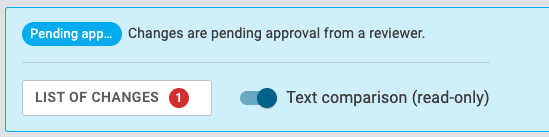 Pending app... Changes are pending approval from a reviewer.
LIST OF CHANGES 1 Text comparison (read-only)